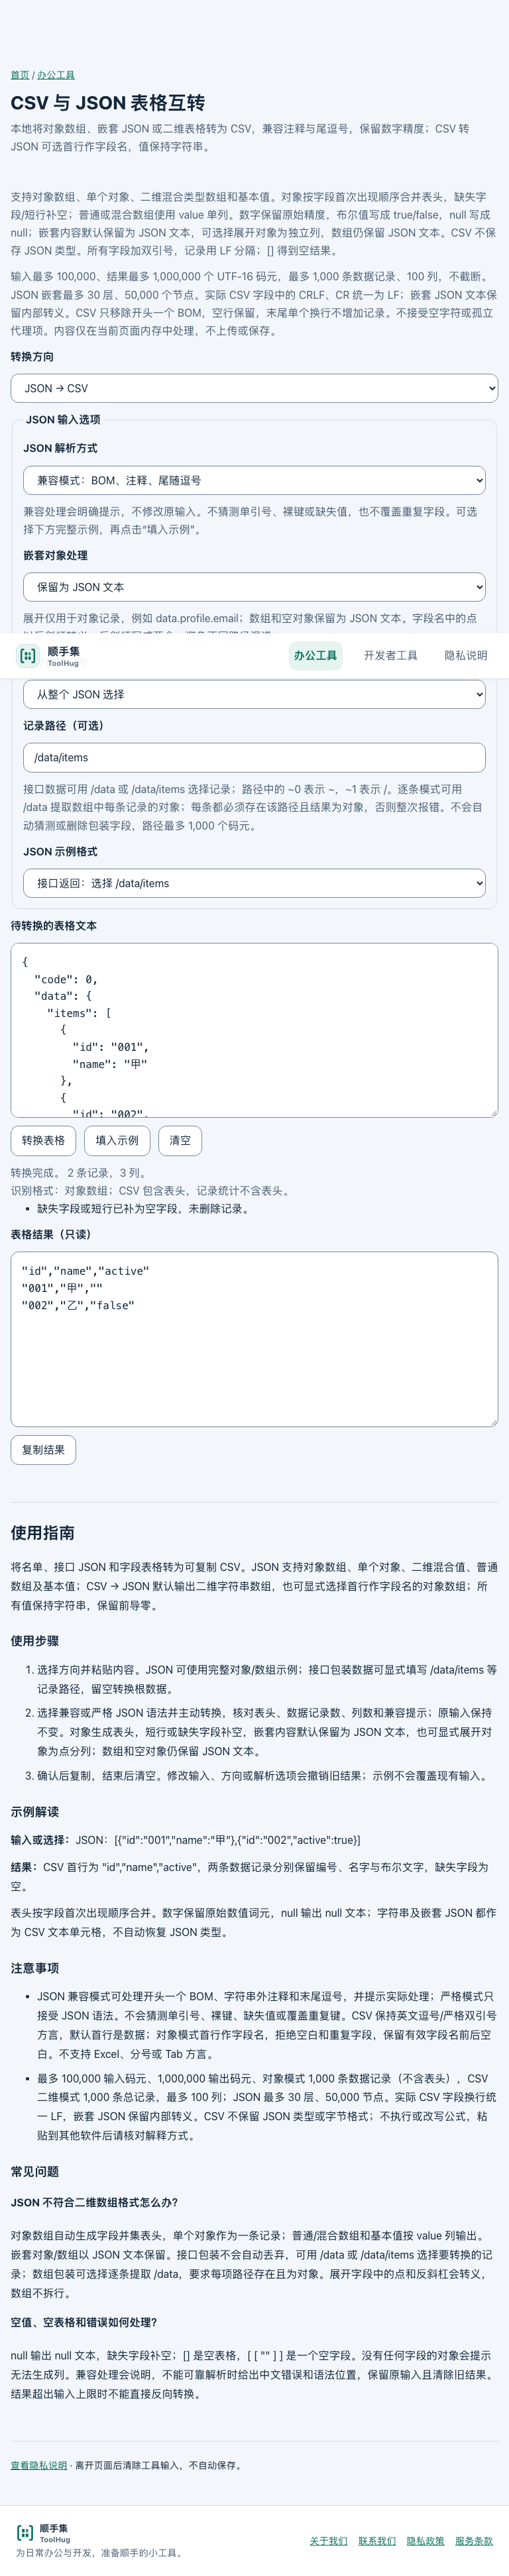 首页 / 办公工具
CSV 与 JSON 表格互转
本地将对象数组、嵌套 JSON 或二维表格转为 CSV，兼容注释与尾逗号，保留数字精度；CSV 转
JSON 可选首行作字段名，值保持字符串。
支持对象数组、单个对象、二维混合类型数组和基本值。对象按字段首次出现顺序合并表头，缺失字
段/短行补空；普通或混合数组使用 value 单列。数字保留原始精度，布尔值写成 true/false，null 写成
null；嵌套内容默认保留为 JSON 文本，可选择展开对象为独立列，数组仍保留 JSON 文本。CSV 不保
存 JSON 类型。所有字段加双引号，记录用 LF 分隔；[] 得到空结果。
输入最多 100,000、结果最多 1,000,000 个 UTF-16 码元，最多 1,000 条数据记录、100 列，不截断。
JSON 嵌套最多 30 层、50,000 个节点。实际 CSV 字段中的 CRLF、CR 统一为 LF；嵌套 JSON 文本保
留内部转义。CSV 只移除开头一个 BOM，空行保留，末尾单个换行不增加记录。不接受空字符或孤立
代理项。内容仅在当前页面内存中处理，不上传或保存。
转换方向
JSON → CSV
JSON 输入选项
JSON 解析方式
兼容模式：BOM、注释、尾随逗号
兼容处理会明确提示，不修改原输入。不猜测单引号、裸键或缺失值，也不覆盖重复字段。可选
择下方完整示例，再点击“填入示例”。
嵌套对象处理
保留为 JSON 文本
展开仅用于对象记录，例如 data.profile.email；数组和空对象保留为 JSON 文本。字段名中的点
顺手集
ToolHug
办公工具
开发者工具
隐私说明
从整个 JSON 选择
记录路径（可选）
/data/items
接口数据可用 /data 或 /data/items 选择记录；路径中的 ~0 表示 ~，~1 表示 /。逐条模式可用
/data 提取数组中每条记录的对象；每条都必须存在该路径且结果为对象，否则整次报错。不会自
动猜测或删除包装字段，路径最多 1,000 个码元。
JSON 示例格式
接口返回：选择 /data/items
待转换的表格文本
{
"code": 0,
"data": {
"items": [
{
"id": "001",
"name": "甲"
},
{
"id": "002",
转换表格
填入示例
清空
转换完成。 2 条记录，3 列。
识别格式：对象数组；CSV 包含表头，记录统计不含表头。
• 缺失字段或短行已补为空字段，未删除记录。
表格结果（只读）
"id","name","active"
"001","甲",""
"002","乙","false"
复制结果
使用指南
将名单、接口 JSON 和字段表格转为可复制 CSV。JSON 支持对象数组、单个对象、二维混合值、普通
数组及基本值；CSV → JSON 默认输出二维字符串数组，也可显式选择首行作字段名的对象数组；所
有值保持字符串，保留前导零。
使用步骤
1. 选择方向并粘贴内容。JSON 可使用完整对象/数组示例；接口包装数据可显式填写 /data/items 等
记录路径，留空转换根数据。
2. 选择兼容或严格 JSON 语法并主动转换，核对表头、数据记录数、列数和兼容提示；原输入保持
不变。对象生成表头，短行或缺失字段补空，嵌套内容默认保留为 JSON 文本，也可显式展开对
象为点分列；数组和空对象仍保留 JSON 文本。
3. 确认后复制，结束后清空。修改输入、方向或解析选项会撤销旧结果；示例不会覆盖现有输入。
示例解读
输入或选择：JSON：[{"id":"001","name":"甲"},{"id":"002","active":true}]
结果：CSV 首行为 "id","name","active"，两条数据记录分别保留编号、名字与布尔文字，缺失字段为
空。
表头按字段首次出现顺序合并。数字保留原始数值词元，null 输出 null 文本；字符串及嵌套 JSON 都作
为 CSV 文本单元格，不自动恢复 JSON 类型。
注意事项
• JSON 兼容模式可处理开头一个 BOM、字符串外注释和末尾逗号，并提示实际处理；严格模式只
接受 JSON 语法。不会猜测单引号、裸键、缺失值或覆盖重复键。CSV 保持英文逗号/严格双引号
方言，默认首行是数据；对象模式首行作字段名，拒绝空白和重复字段，保留有效字段名前后空
白。不支持 Excel、分号或 Tab 方言。
• 最多 100,000 输入码元、1,000,000 输出码元、对象模式 1,000 条数据记录（不含表头），CSV
二维模式 1,000 条总记录，最多 100 列；JSON 最多 30 层、50,000 节点。实际 CSV 字段换行统
一 LF，嵌套 JSON 保留内部转义。CSV 不保留 JSON 类型或字节格式；不执行或改写公式，粘
贴到其他软件后请核对解释方式。
常见问题
JSON 不符合二维数组格式怎么办？
对象数组自动生成字段并集表头，单个对象作为一条记录；普通/混合数组和基本值按 value 列输出。
嵌套对象/数组以 JSON 文本保留。接口包装不会自动丢弃，可用 /data 或 /data/items 选择要转换的记
录；数组包装可选择逐条提取 /data，要求每项路径存在且为对象。展开字段中的点和反斜杠会转义，
数组不拆行。
空值、空表格和错误如何处理？
null 输出 null 文本，缺失字段补空；[] 是空表格，[ [ "" ] ] 是一个空字段。没有任何字段的对象会提示
无法生成列。兼容处理会说明，不能可靠解析时给出中文错误和语法位置，保留原输入且清除旧结果。
结果超出输入上限时不能直接反向转换。
查看隐私说明 · 离开页面后清除工具输入，不自动保存。
顺手集
ToolHug
为日常办公与开发，准备顺手的小工具。
关于我们
联系我们
隐私政策
服务条款